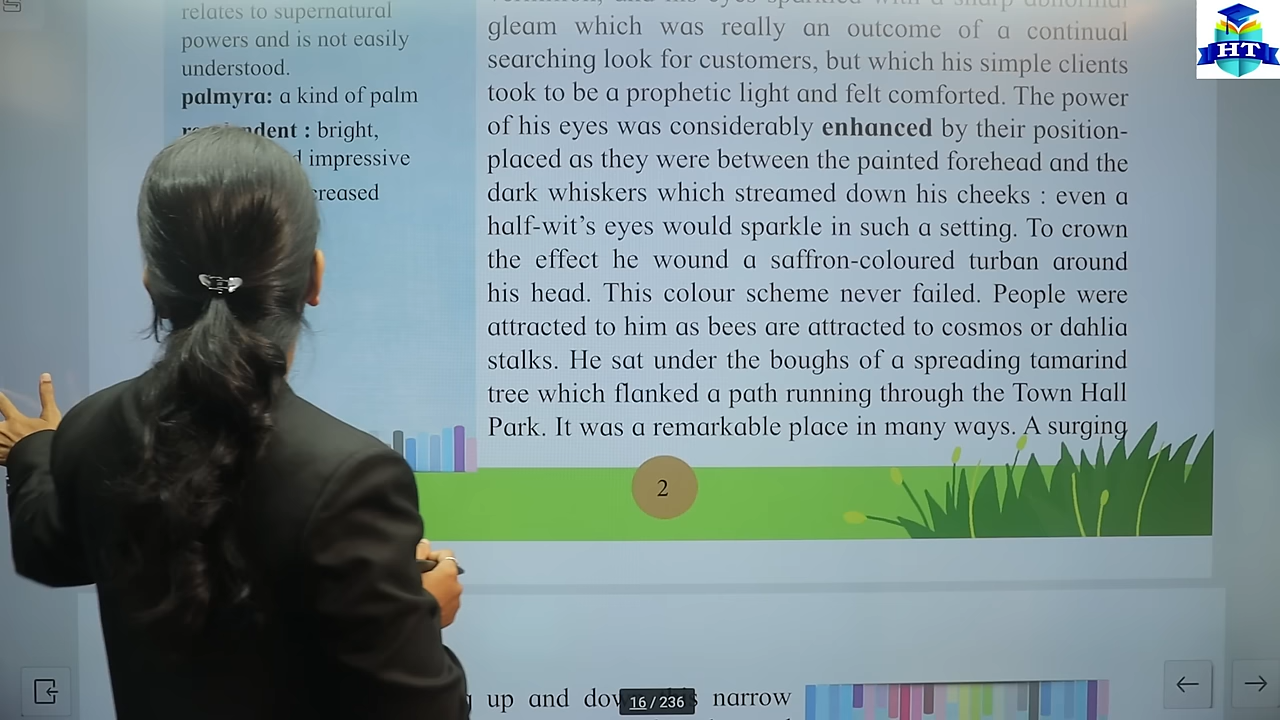 relates to supernatural
powers and is not easily
understood.
palmyra: a kind of palm
: bright,
impressive
gleam which was really an outcome of a continual
searching look for customers, but which his simple clients
took to be a prophetic light and felt comforted. The power
of his eyes was considerably enhanced by their position-
placed as they were between the painted forehead and the
dark whiskers which streamed down his cheeks : even a
half-wit's eyes would sparkle in such a setting. To crown
the effect he wound a saffron-coloured turban around
his head. This colour scheme never failed. People were
attracted to him as bees are attracted to cosmos or dahlia
stalks. He sat under the boughs of a spreading tamarind
tree which flanked a path running through the Town Hall
Park. It was a remarkable place in many ways. A surging
2
up and narrow
16 / 236
HT